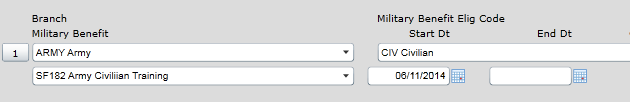 Branch Military Benefit Elig Code
Military Benefit Start Dt End Dt
1 ARMY Army CIV Civilian
SF182 Army Civiliian Training 06/11/2014